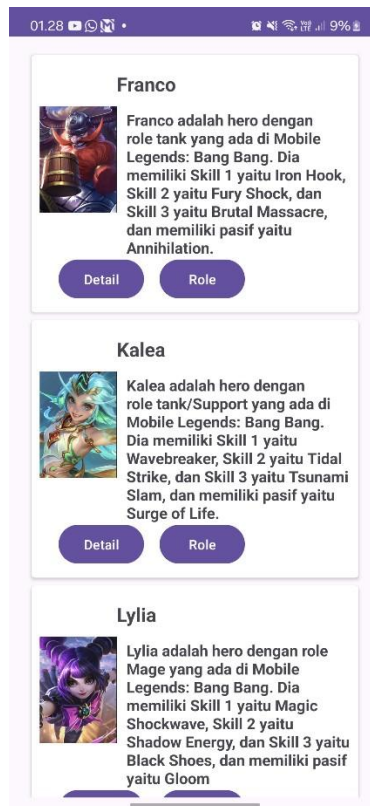 01.28
VoD
LTE
9%
Franco
Franco adalah hero dengan
role tank yang ada di Mobile
Legends: Bang Bang. Dia
memiliki Skill 1 yaitu Iron Hook,
Skill 2 yaitu Fury Shock, dan
Skill 3 yaitu Brutal Massacre,
dan memiliki pasif yaitu
Annihilation.
Detail Role
Kalea
Kalea adalah hero dengan
role tank/Support yang ada di
Mobile Legends: Bang Bang.
Dia memiliki Skill 1 yaitu
Wavebreaker, Skill 2 yaitu Tidal
Strike, dan Skill 3 yaitu Tsunami
Slam, dan memiliki pasif yaitu
Surge of Life.
Detail Role
Lylia
Lylia adalah hero dengan role
Mage yang ada di Mobile
Legends: Bang Bang. Dia
memiliki Skill 1 yaitu Magic
Shockwave, Skill 2 yaitu
Shadow Energy, dan Skill 3 yaitu
Black Shoes, dan memiliki pasif
yaitu Gloom